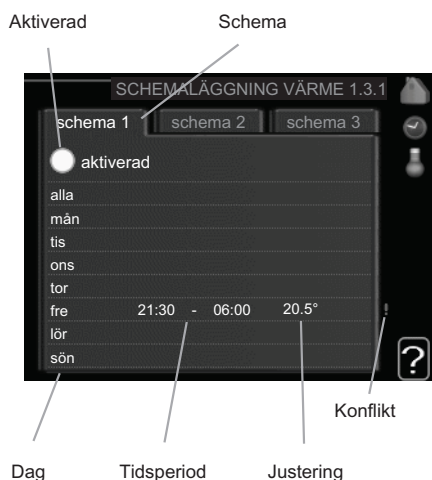 Aktiverad Schema
SCHEMALÄGGNING VÄRME 1.3.1
schema 1 schema 2 schema 3
aktiverad
alla
mån
tis
ons
tor
fre 21:30 - 06:00 20.5° !
lör
sön
?
Konflikt
Dag Tidsperiod Justering